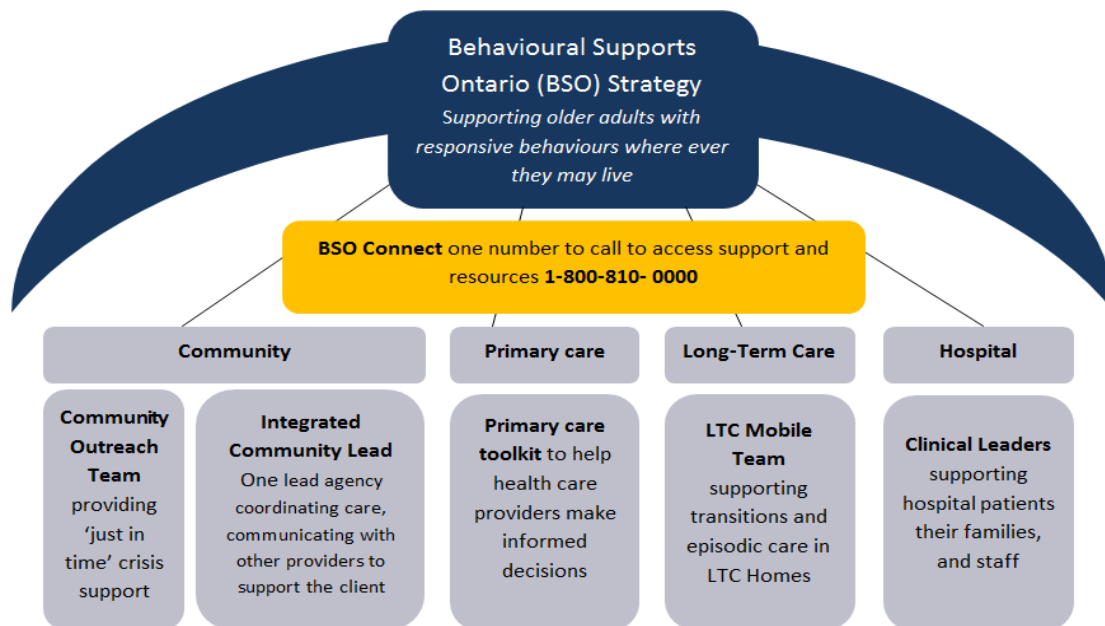 Behavioural Supports
Ontario (BSO) Strategy
Supporting older adults with
responsive behaviours where ever
they may live
BSO Connect one number to call to access support and
resources 1-800-810- 0000
Community
Primary care
Long-Term Care
Hospital
Community
Outreach
Team
providing
‘just in
time’ crisis
support
Integrated
Community Lead
One lead agency
coordinating care,
communicating with
other providers to
support the client
Primary care
toolkit to help
health care
providers make
informed
decisions
LTC Mobile
Team
supporting
transitions and
episodic care in
LTC Homes
Clinical Leaders
supporting
hospital patients
their families,
and staff